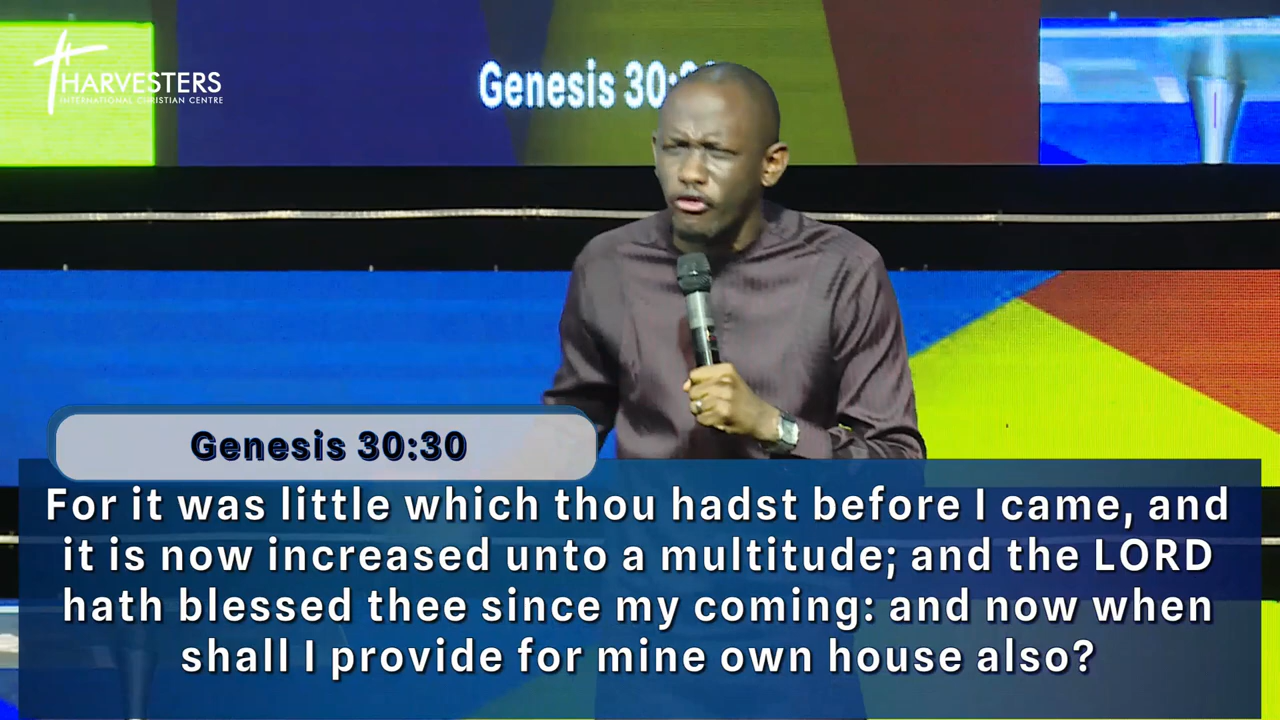 HARVESTERS
INTERNATIONAL CHRISTIAN CENTRE
Genesis 30:
Genesis 30:30
For it was little which thou hadst before I came, and
it is now increased unto a multitude; and the LORD
hath blessed thee since my coming: and now when
shall I provide for mine own house also?